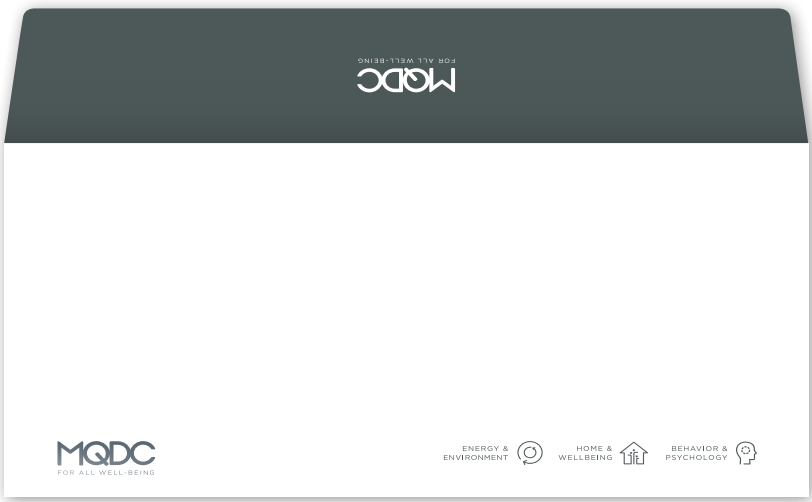 FOR ALL WELL-BEING
MQDC
MQDC
FOR ALL WELL-BEING
ENERGY &
ENVIRONMENT
HOME &
WELLBEING
BEHAVIOR &
PSYCHOLOGY